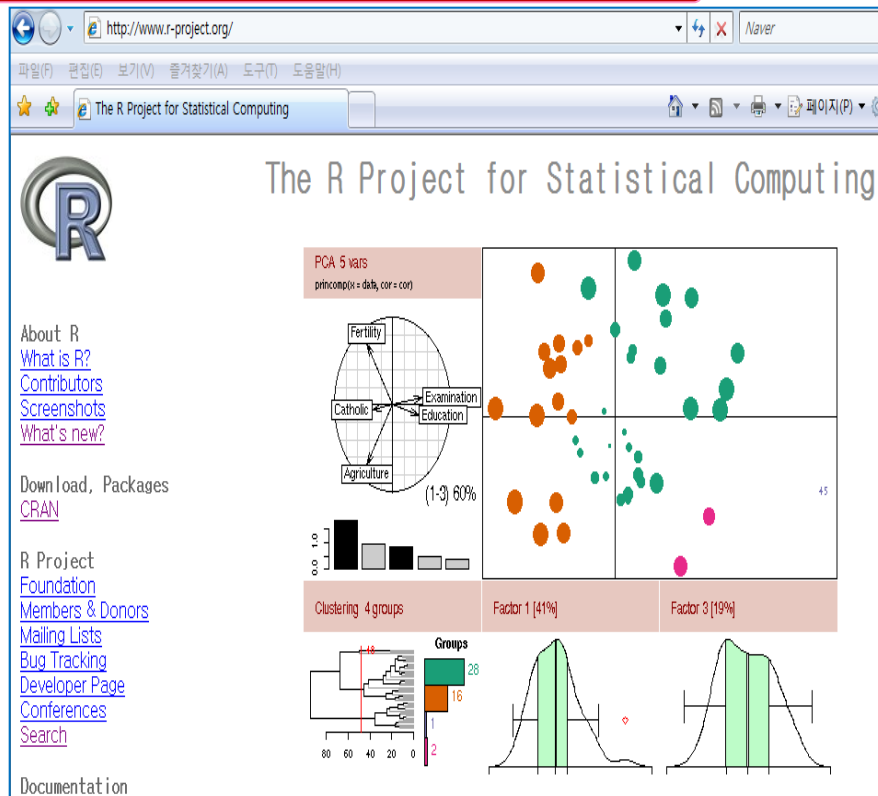 http://www.r-project.org/
Naver
파일(F) 편집(E) 보기(V) 즐겨찾기(A) 도구(T) 도움말(H)
The R Project for Statistical Computing
페이지(P)
R
The R Project for Statistical Computing
About R
What is R?
Contributors
Screenshots
What's new?
Download, Packages
CRAN
R Project
Foundation
Members & Donors
Mailing Lists
Bug Tracking
Developer Page
Conferences
Search
Documentation
PCA 5 vars
princomp(x = data, cor = cor)
Fertility
Catholic
Examination
Education
Agriculture
(1-3) 60%
45
1.0
0.0
Clustering 4 groups
Factor 1 [41%]
Factor 3 [19%]
Groups
28
16
1
2
80 60 40 20 0